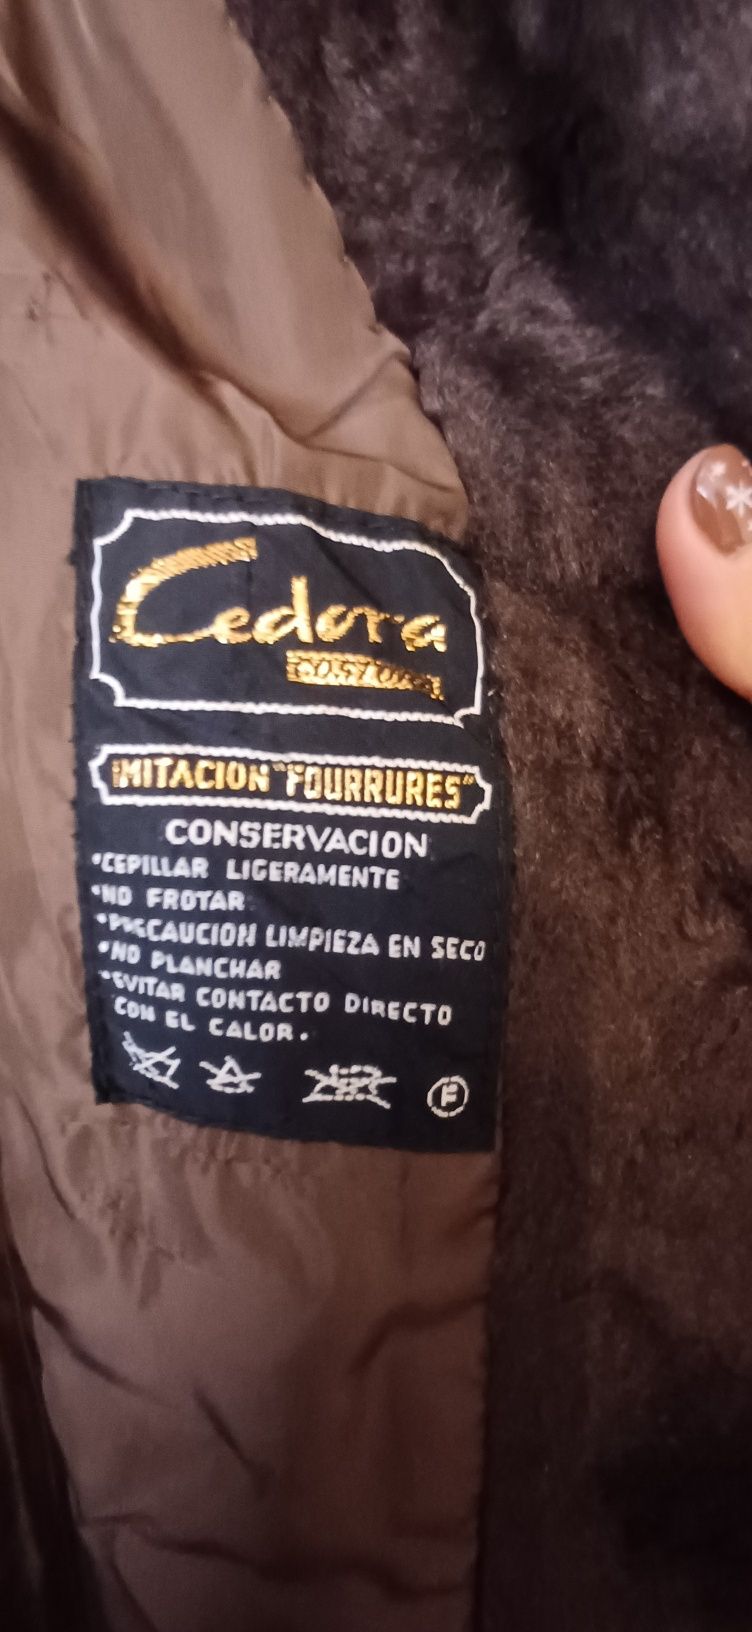 Cedora
IMITACION "FOURRURES"
CONSERVACION
*CEPILLAR LIGERAMENTE
*NO FROTAR
*PRECAUCION LIMPIEZA EN SECO
*NO PLANCHAR
*EVITAR CONTACTO DIRECTO
CON EL CALOR.
F